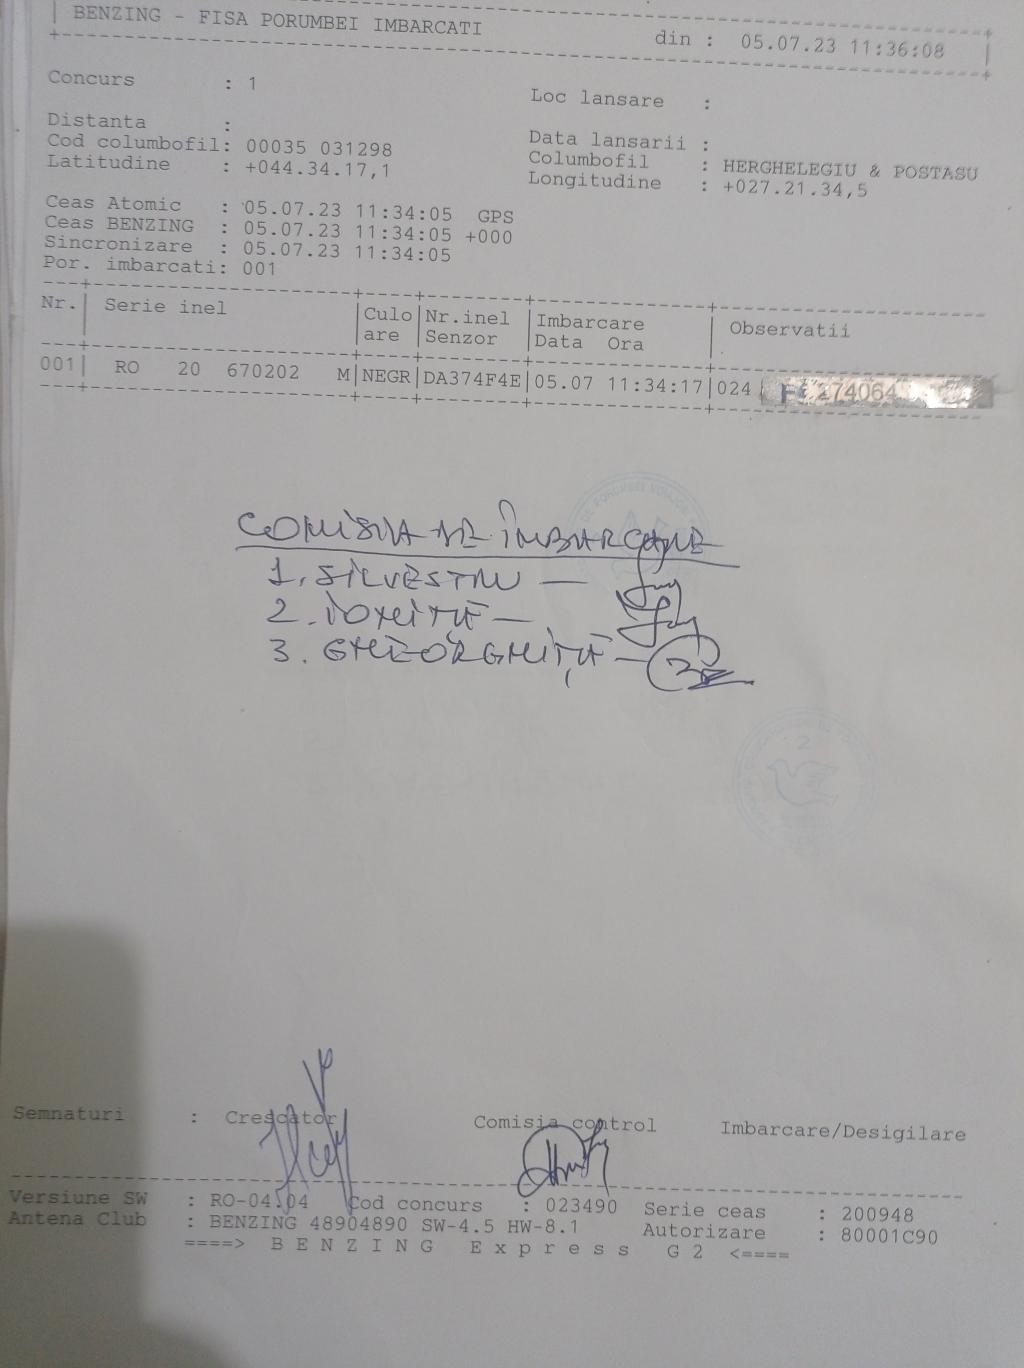 BENZING - FISA PORUMBEI IMBARCATI din : 05.07.23 11:36:08
Concurs : 1 Loc lansare :
Distanta : Data lansarii :
Cod columbofil: 00035 031298 Columbofil : HERGHELEGIU & POSTASU
Latitudine : +044.34.17,1 Longitudine : +027.21.34,5
Ceas Atomic : 05.07.23 11:34:05 GPS
Ceas BENZING : 05.07.23 11:34:05 +000
Sincronizare : 05.07.23 11:34:05
Por. imbarcati: 001
Nr. Serie inel Culo Nr.inel Imbarcare Observatii
are Senzor Data Ora
001 RO 20 670202 M NEGR DA374F4E 05.07 11:34:17 024 274064
COMISIA DE ÎMBARCARE
1. SILVESTRU —
2. IONIȚĂ —
3. GHEORGHIȚĂ —
Semnaturi : Crescator Comisia control Imbarcare/Desigilare
Versiune SW : RO-04.04 Cod concurs : 023490 Serie ceas : 200948
Antena Club : BENZING 48904890 SW-4.5 HW-8.1 Autorizare : 80001C90
====> B E N Z I N G E x p r e s s G 2 <====